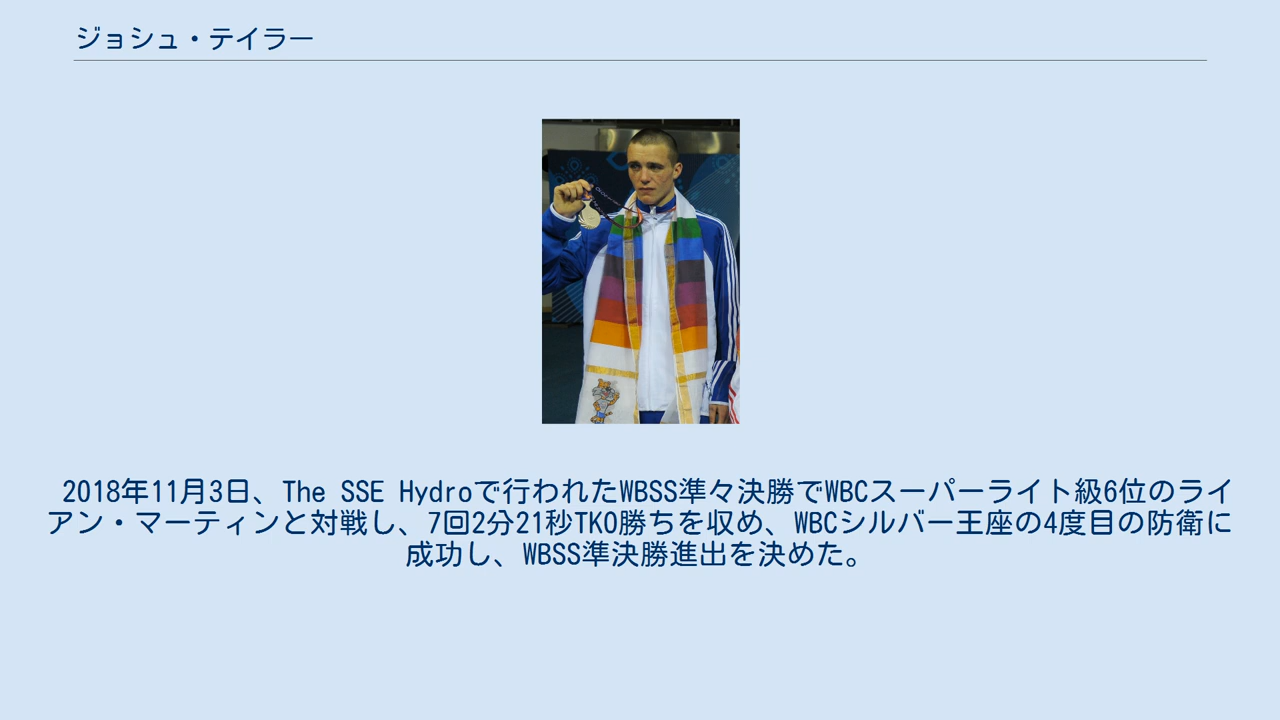 ジョシュ・テイラー
2018年11月3日、The SSE Hydroで行われたWBSS準々決勝でWBCスーパーライト級6位のライ
アン・マーティンと対戦し、7回2分21秒TKO勝ちを収め、WBCシルバー王座の4度目の防衛に
成功し、WBSS準決勝進出を決めた。